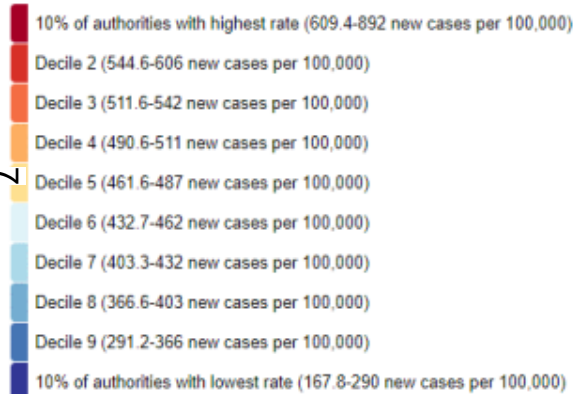 10% of authorities with highest rate (609.4-892 new cases per 100,000)
Decile 2 (544.6-606 new cases per 100,000)
Decile 3 (511.6-542 new cases per 100,000)
Decile 4 (490.6-511 new cases per 100,000)
Decile 5 (461.6-487 new cases per 100,000)
Decile 6 (432.7-462 new cases per 100,000)
Decile 7 (403.3-432 new cases per 100,000)
Decile 8 (366.6-403 new cases per 100,000)
Decile 9 (291.2-366 new cases per 100,000)
10% of authorities with lowest rate (167.8-290 new cases per 100,000)